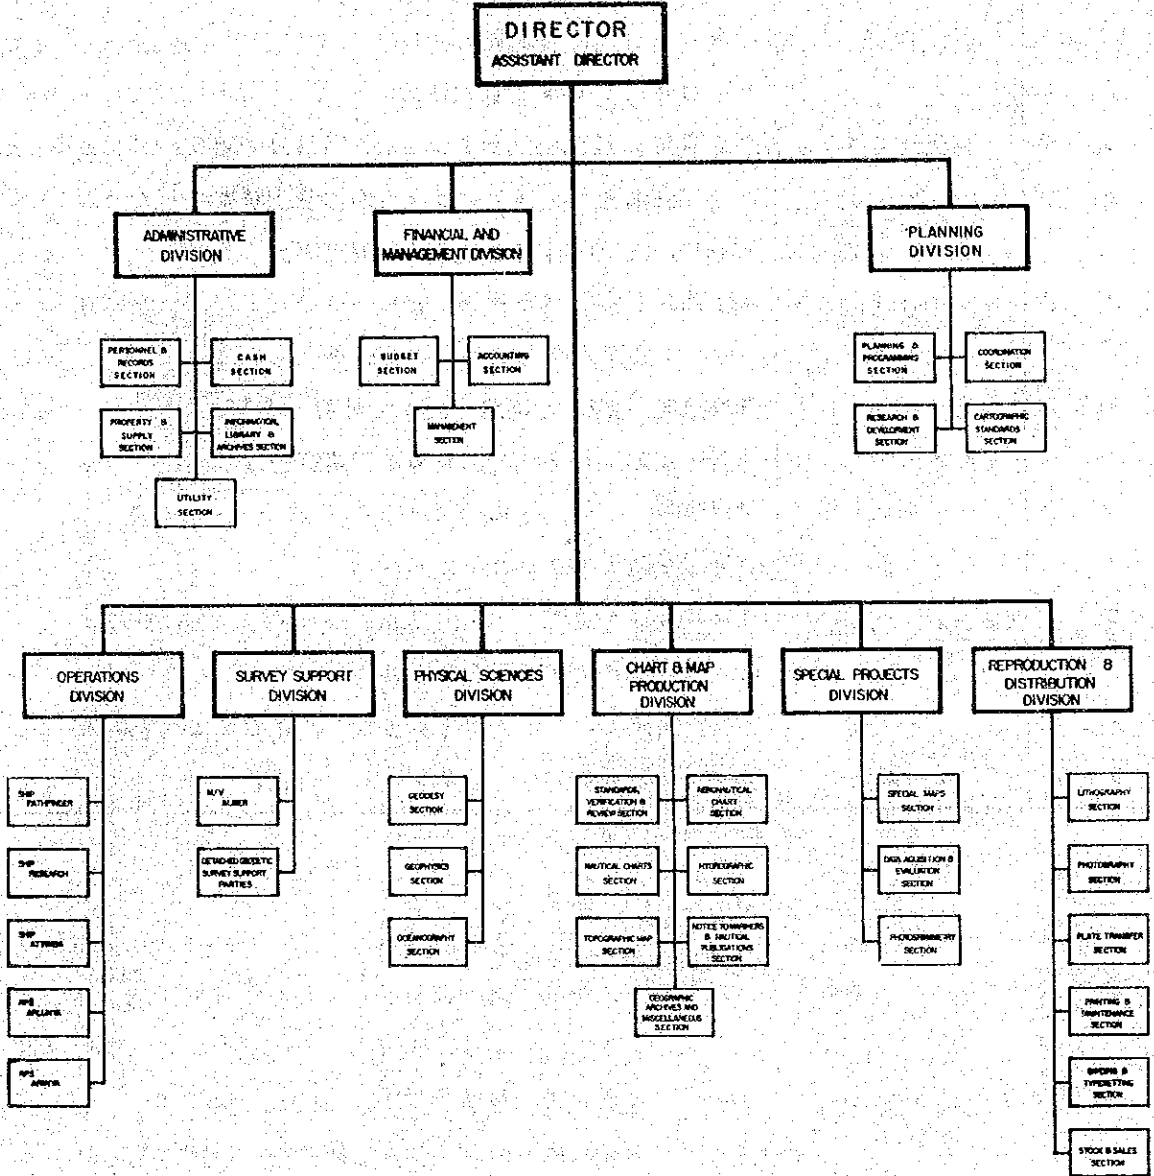 DIRECTOR
ASSISTANT DIRECTOR
ADMINISTRATIVE
DIVISION
FINANCIAL AND
MANAGEMENT DIVISION
PLANNING
DIVISION
PERSONNEL &
RECORDS
SECTION
CASH
SECTION
PROPERTY &
SUPPLY
SECTION
INFORMATION,
LIBRARY &
ARCHIVES SECTION
UTILITY
SECTION
BUDGET
SECTION
ACCOUNTING
SECTION
MANAGEMENT
SECTION
PLANNING &
PROGRAMMING
SECTION
COORDINATION
SECTION
RESEARCH &
DEVELOPMENT
SECTION
CARTOGRAPHIC
STANDARDS
SECTION
OPERATIONS
DIVISION
SURVEY SUPPORT
DIVISION
PHYSICAL SCIENCES
DIVISION
CHART & MAP
PRODUCTION
DIVISION
SPECIAL PROJECTS
DIVISION
REPRODUCTION &
DISTRIBUTION
DIVISION
SHIP
PATHFINDER
SHIP
RESEARCH
SHIP
RPS
RPS
M/V
DETACHED GEODETIC
SURVEY SUPPORT
PARTIES
GEODESY
SECTION
GEOPHYSICS
SECTION
OCEANOGRAPHY
SECTION
STANDARDS,
VERIFICATION &
REVIEW SECTION
AERONAUTICAL
CHART
SECTION
NAUTICAL CHARTS
SECTION
HYDROGRAPHIC
SECTION
TOPOGRAPHIC MAP
SECTION
NOTICE TO MARINERS
& NAUTICAL
PUBLICATIONS
SECTION
GEOGRAPHIC
ARCHIVES AND
MISCELLANEOUS
SECTION
SPECIAL MAPS
SECTION
DATA AQUISITION &
EVALUATION
SECTION
SECTION
LITHOGRAPHY
SECTION
PHOTOGRAPHY
SECTION
PLATE TRANSFER
SECTION
PRINTING &
MAINTENANCE
SECTION
&
SECTION
STOCK & SALES
SECTION